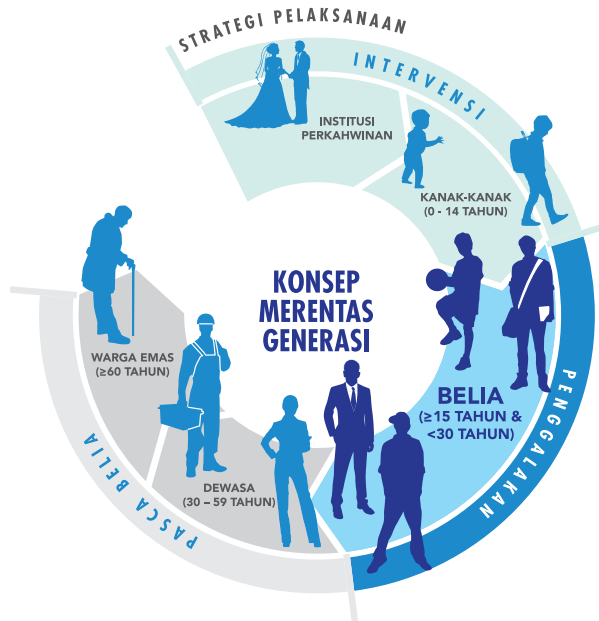 STRATEGI PELAKSANAAN
INTERVENSI
INSTITUSI
PERKAHWINAN
KANAK-KANAK
(0 - 14 TAHUN)
KONSEP
MERENTAS
GENERASI
BELIA
(≥15 TAHUN &
<30 TAHUN)
PENGGALAKAN
DEWASA
(30 – 59 TAHUN)
WARGA EMAS
(≥60 TAHUN)
PASCA BELIA